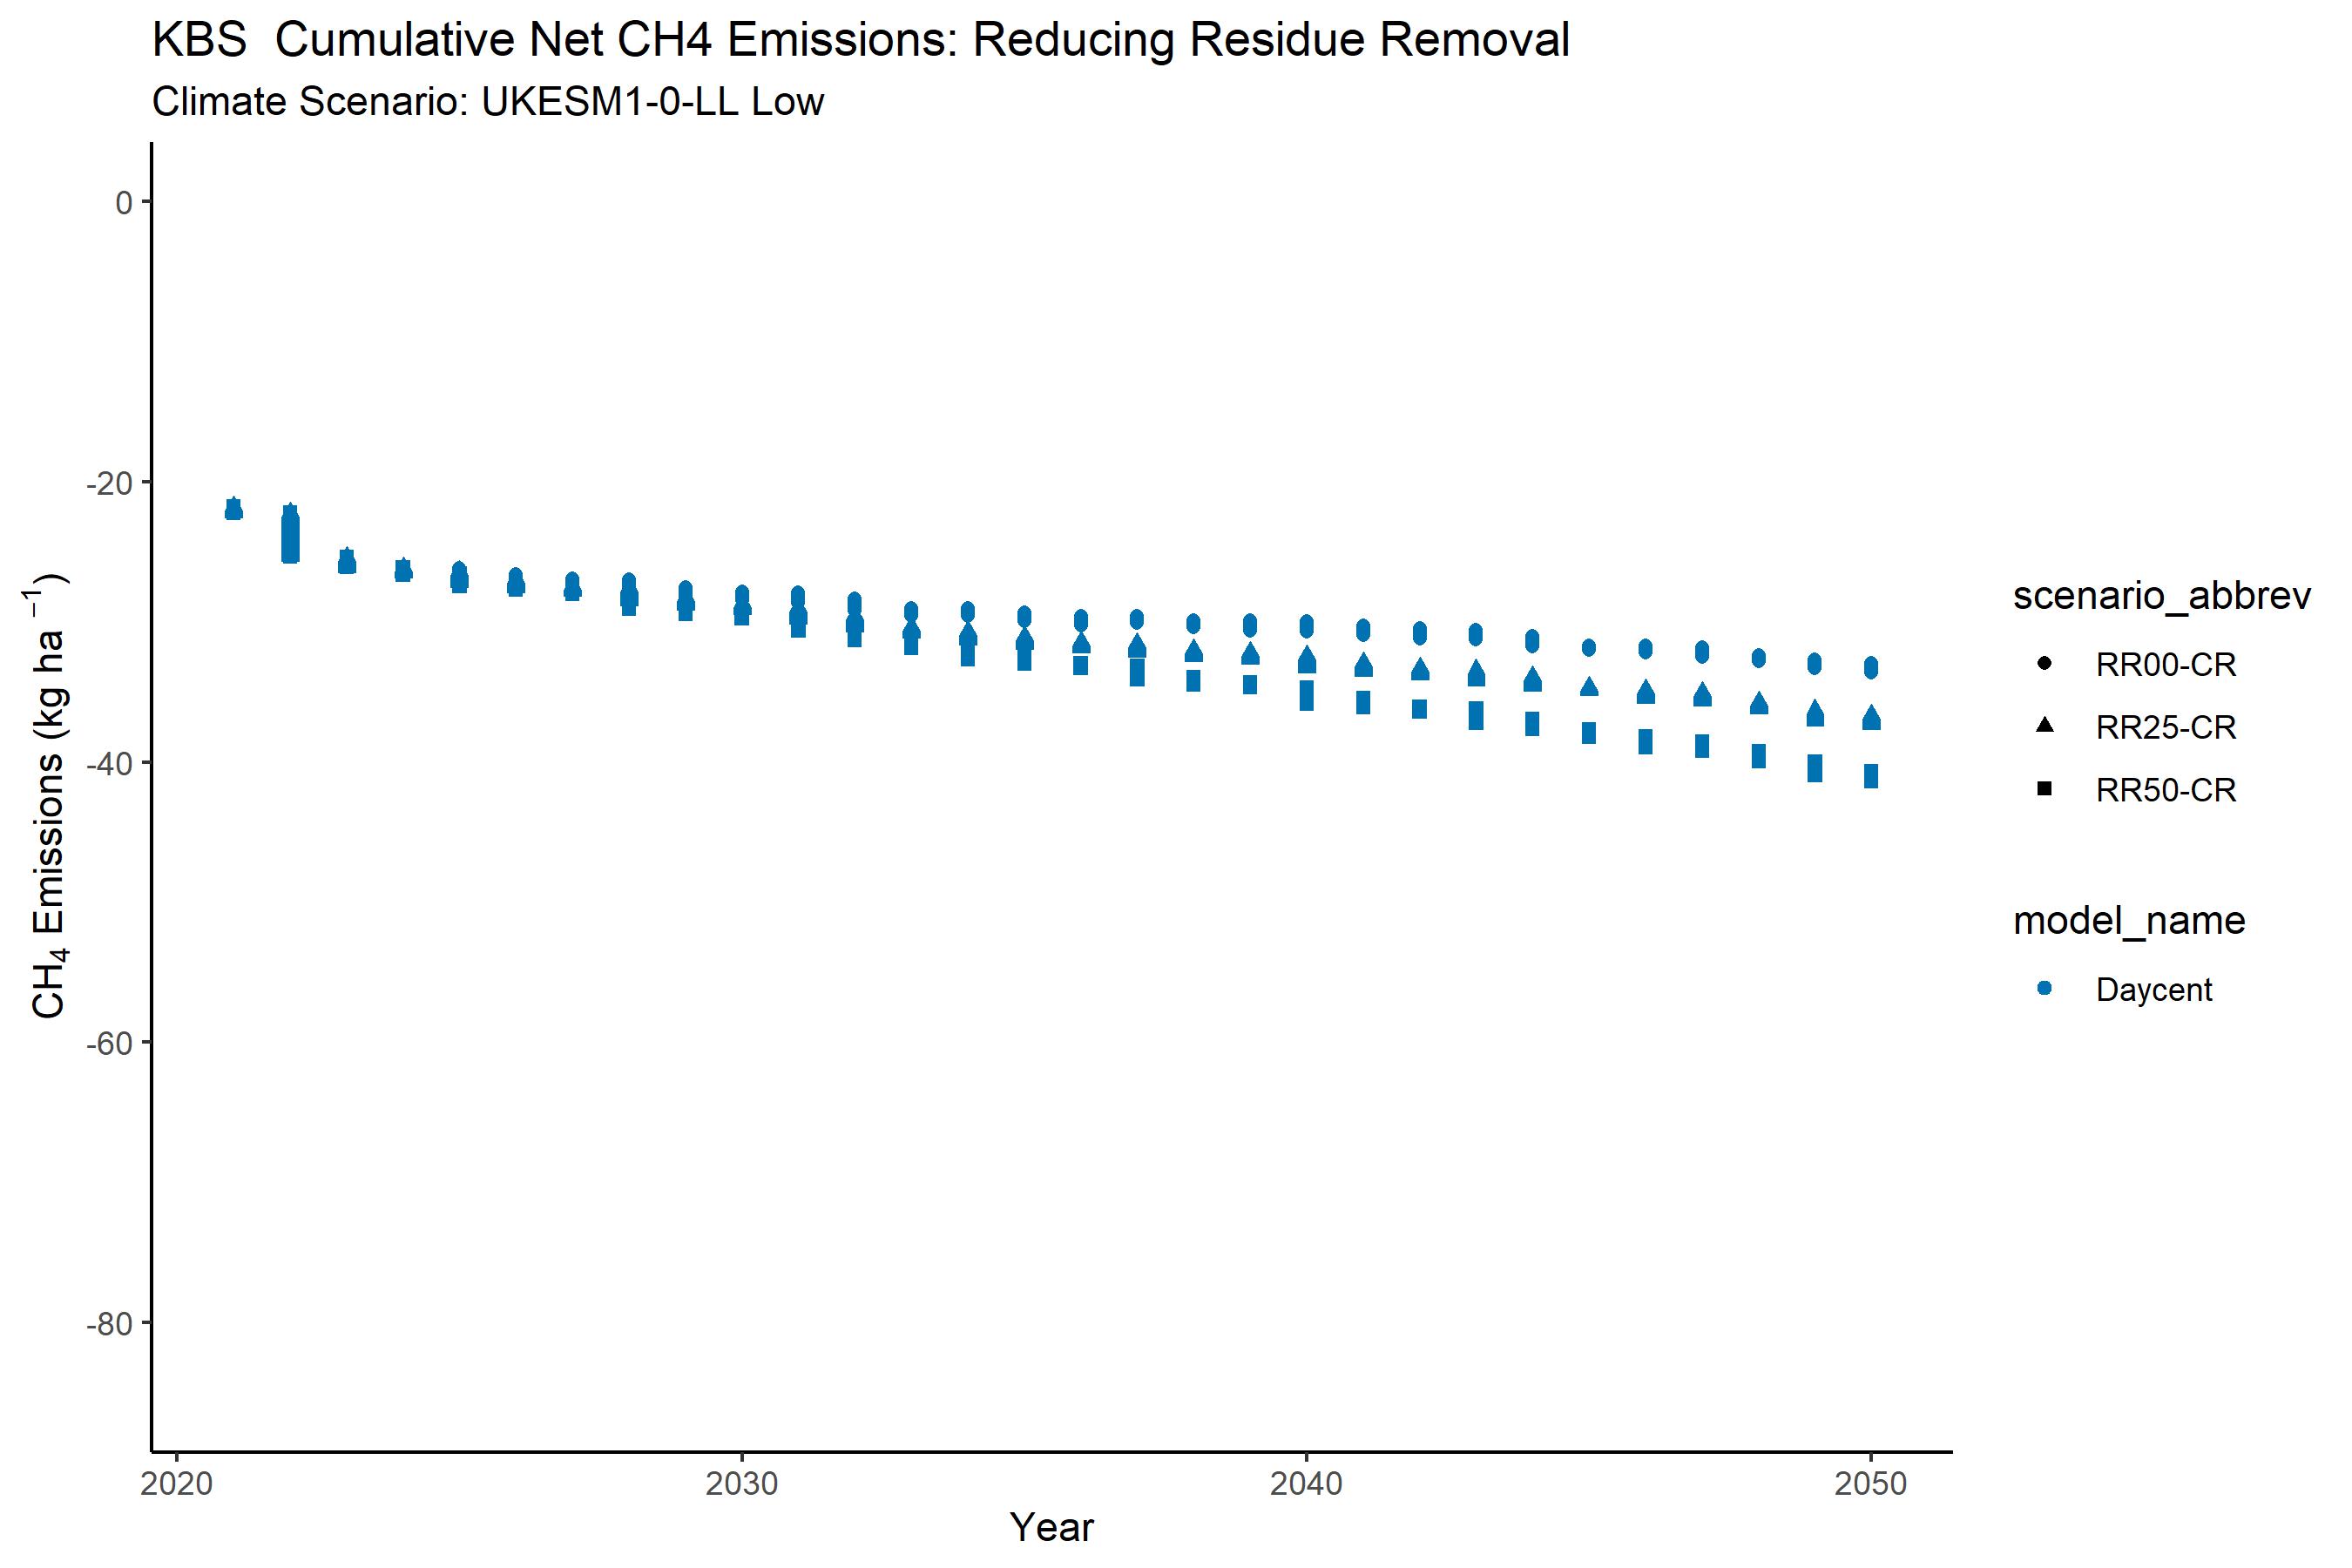 KBS  Cumulative Net CH4 Emissions: Reducing Residue Removal
Climate Scenario: UKESM1-0-LL Low
0
-20
-40
-60
-80
CH₄ Emissions (kg ha ⁻¹)
2020
2030
2040
2050
Year
scenario_abbrev
RR00-CR
RR25-CR
RR50-CR
model_name
Daycent